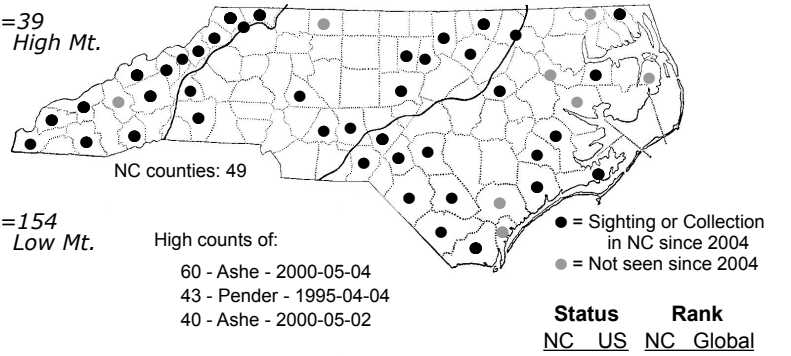 =39
High Mt.
NC counties: 49
=154
Low Mt.
High counts of:
60 - Ashe - 2000-05-04
43 - Pender - 1995-04-04
40 - Ashe - 2000-05-02
= Sighting or Collection
in NC since 2004
= Not seen since 2004
Status Rank
NC US NC Global